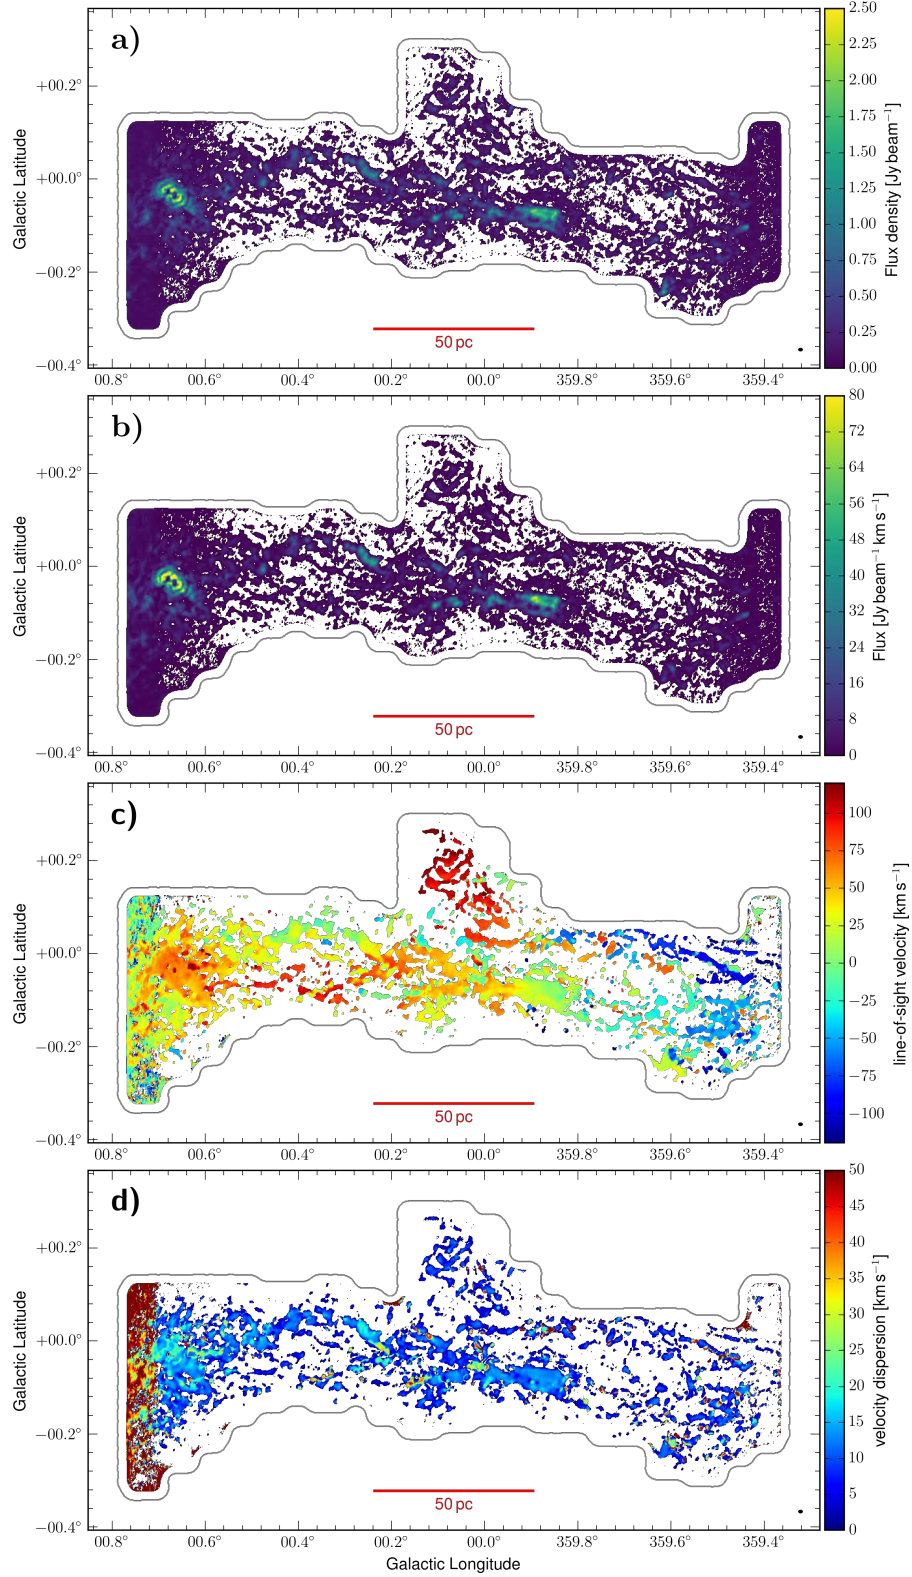 a)
Galactic Latitude
+00.2°
+00.0°
−00.2°
−00.4°
50 pc
00.8° 00.6° 00.4° 00.2° 00.0° 359.8° 359.6° 359.4°
2.50
2.25
2.00
1.75
1.50
1.25
1.00
0.75
0.50
0.25
0.00
Flux density [Jy beam⁻¹]
b)
Galactic Latitude
+00.2°
+00.0°
−00.2°
−00.4°
50 pc
00.8° 00.6° 00.4° 00.2° 00.0° 359.8° 359.6° 359.4°
80
72
64
56
48
40
32
24
16
8
0
Flux [Jy beam⁻¹ km s⁻¹]
c)
Galactic Latitude
+00.2°
+00.0°
−00.2°
−00.4°
50 pc
00.8° 00.6° 00.4° 00.2° 00.0° 359.8° 359.6° 359.4°
100
75
50
25
0
−25
−50
−75
−100
line-of-sight velocity [km s⁻¹]
d)
Galactic Latitude
+00.2°
+00.0°
−00.2°
−00.4°
50 pc
00.8° 00.6° 00.4° 00.2° 00.0° 359.8° 359.6° 359.4°
Galactic Longitude
50
45
40
35
30
25
20
15
10
5
0
velocity dispersion [km s⁻¹]